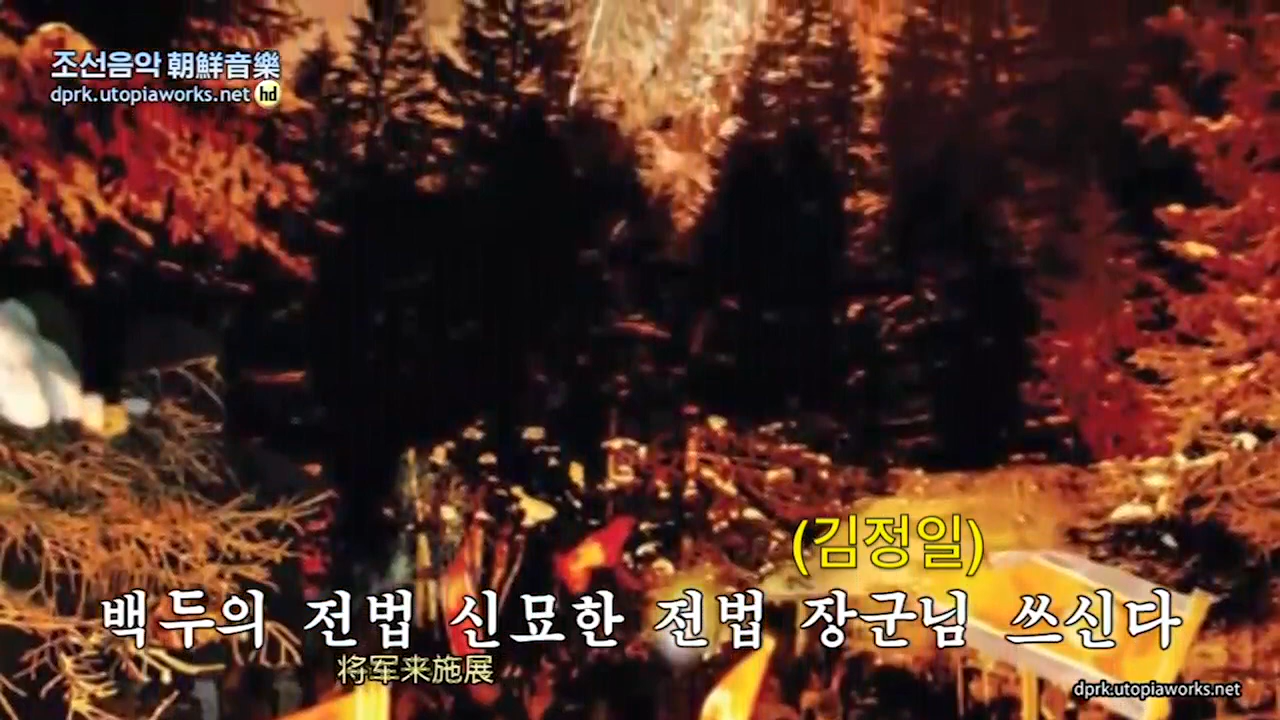 조선음악 朝鮮音樂
dprk.utopiaworks.net hd
(김정일)
백두의 전법 신묘한 전법 장군님 쓰신다
将军来施展
dprk.utopiaworks.net